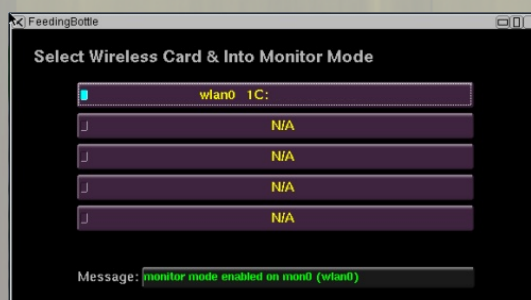 FeedingBottle
Select Wireless Card & Into Monitor Mode
wlan0 1C:
N/A
N/A
N/A
N/A
Message: monitor mode enabled on mon0 (wlan0)